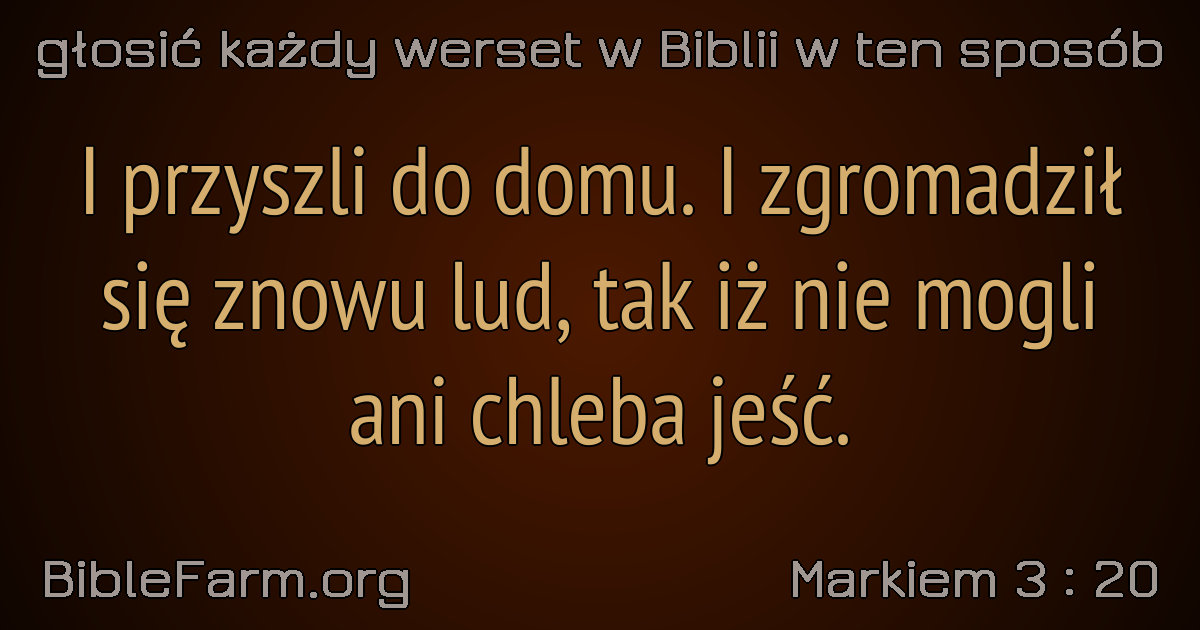 głosić każdy werset w Biblii w ten sposób
I przyszli do domu. I zgromadził
się znowu lud, tak iż nie mogli
ani chleba jeść.
BibleFarm.org
Markiem 3 : 20